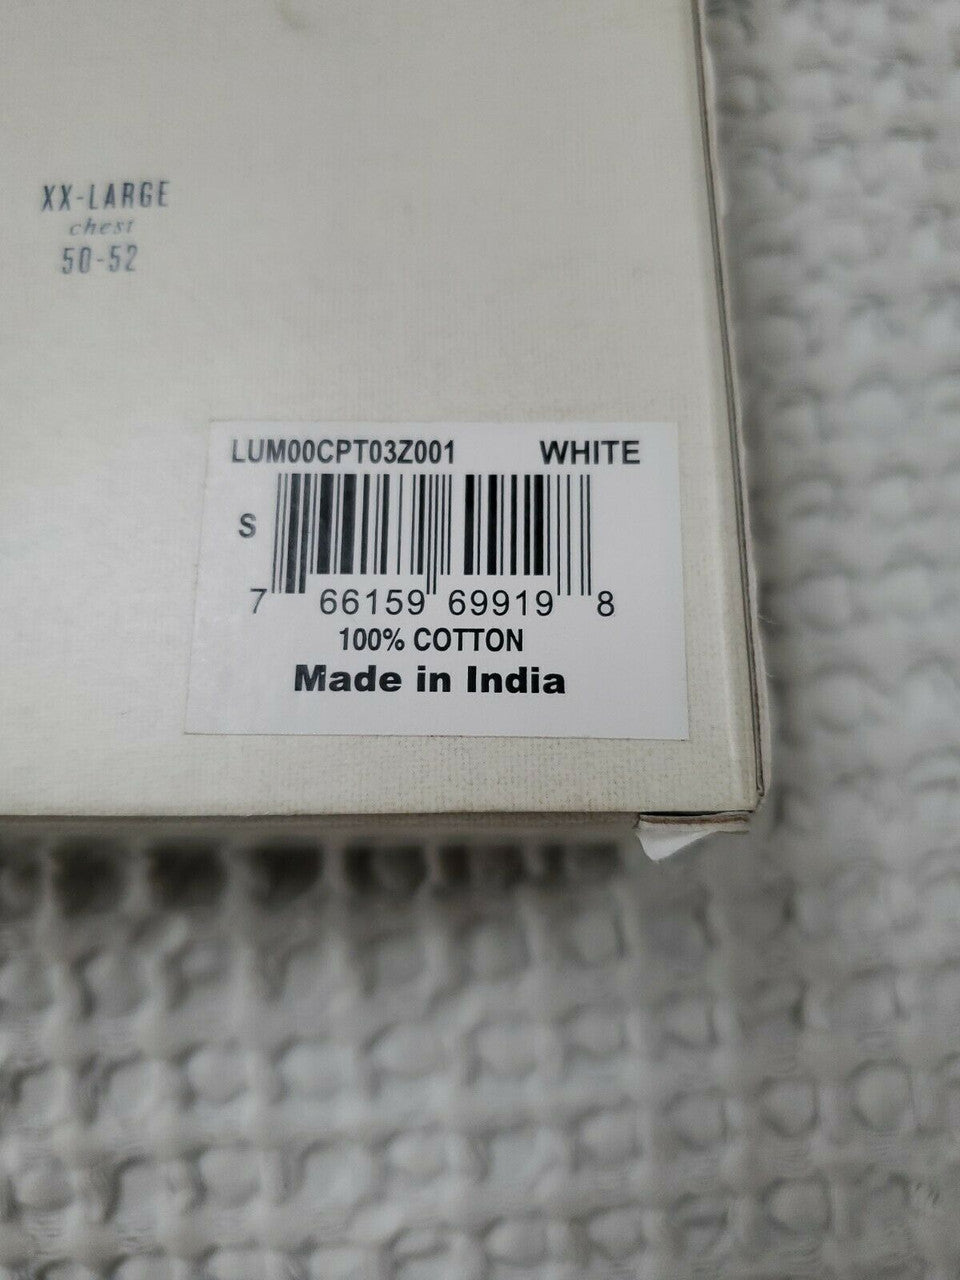 XX-LARGE
chest
50-52
LUM00CPT03Z001 WHITE
S
7 66159 69919 8
100% COTTON
Made in India